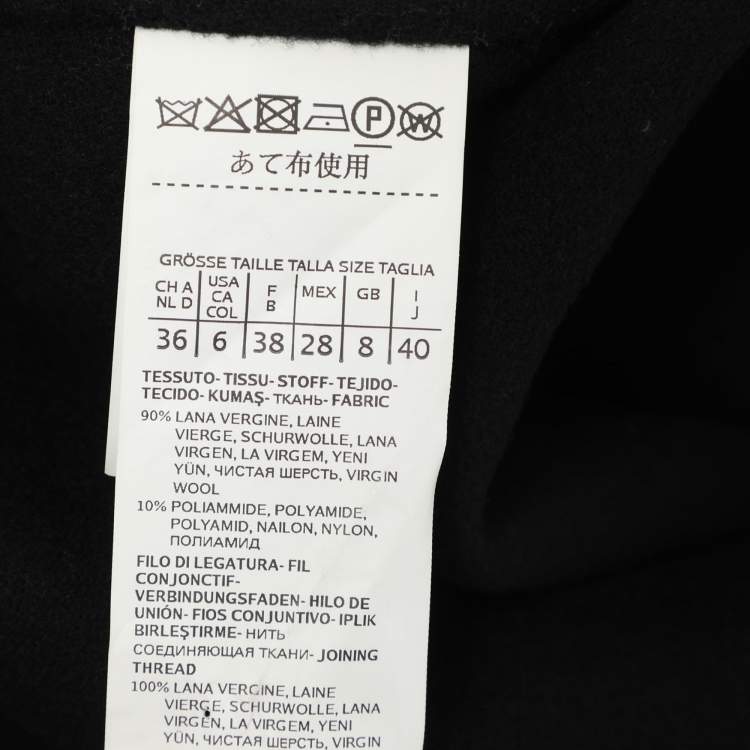 P W
あて布使用
GRÖSSE TAILLE TALLA SIZE TAGLIA
CH A NL D USA CA COL F B MEX GB I J
36 6 38 28 8 40
TESSUTO- TISSU- STOFF- TEJIDO-
TECIDO- KUMAŞ- ТКАНЬ- FABRIC
90% LANA VERGINE, LAINE
VIERGE, SCHURWOLLE, LANA
VIRGEN, LA VIRGEM, YENI
YÜN, ЧИСТАЯ ШЕРСТЬ, VIRGIN
WOOL
10% POLIAMMIDE, POLYAMIDE,
POLYAMID, NAILON, NYLON,
ПОЛИАМИД
FILO DI LEGATURA- FIL
CONJONCTIF-
VERBINDUNGSFADEN- HILO DE
UNIÓN- FIOS CONJUNTIVO- IPLIK
BIRLEŞTIRME- НИТЬ
СОЕДИНЯЮЩАЯ ТКАНИ- JOINING
THREAD
100% LANA VERGINE, LAINE
VIERGE, SCHURWOLLE, LANA
VIRGEN, LA VIRGEM, YENI
YÜN, ЧИСТАЯ ШЕРСТЬ, VIRGIN